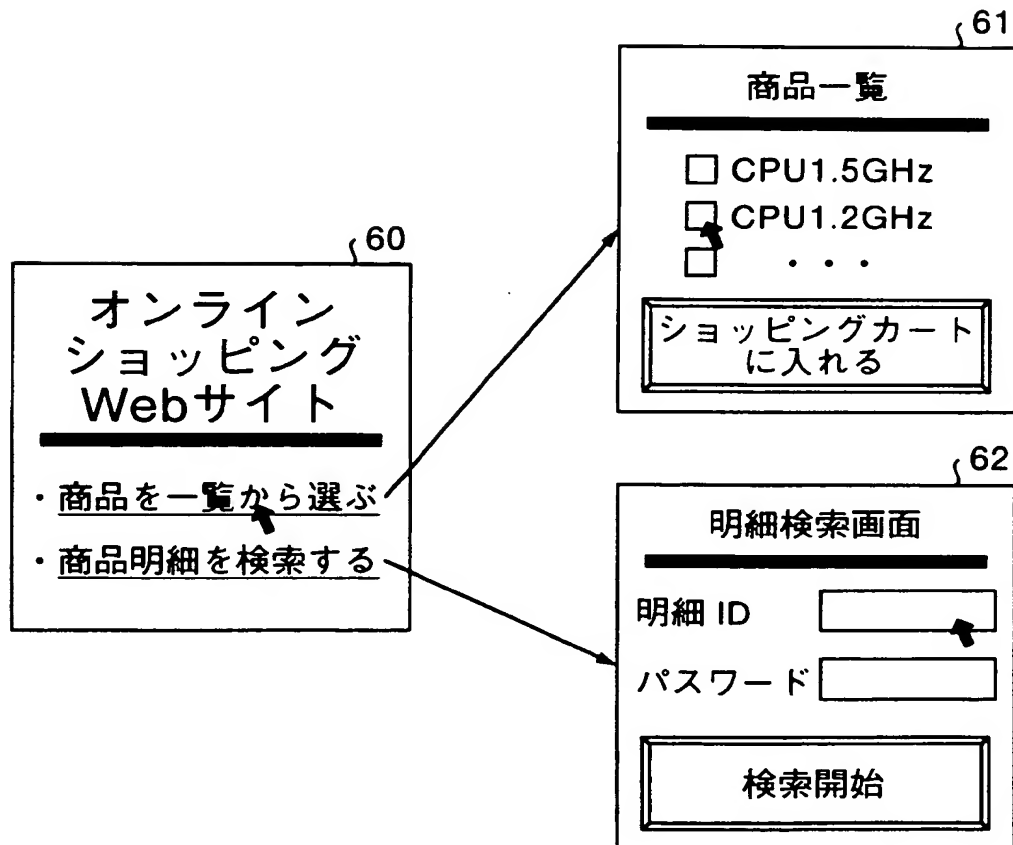 60
オンライン
ショッピング
Webサイト
・商品を一覧から選ぶ
・商品明細を検索する
61
商品一覧
CPU1.5GHz
CPU1.2GHz
・・・
ショッピングカート
に入れる
62
明細検索画面
明細 ID
パスワード
検索開始